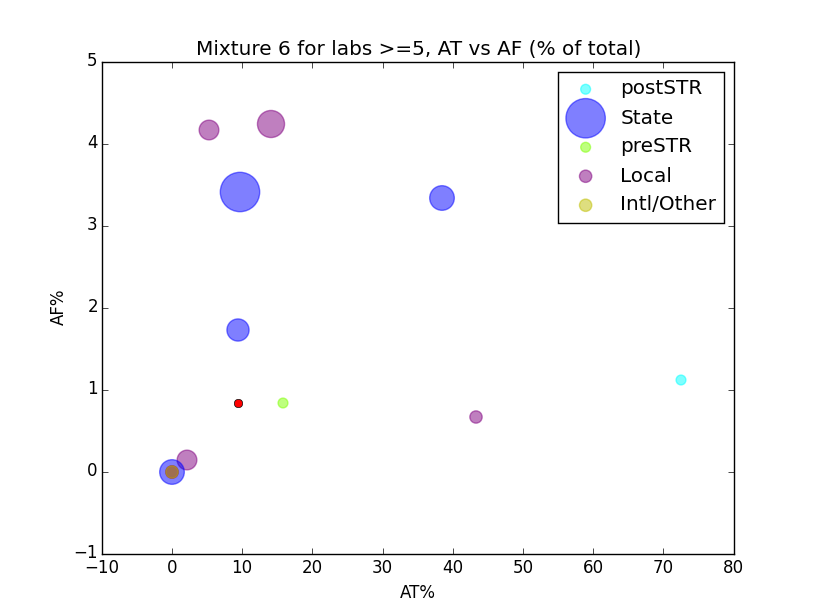 Mixture 6 for labs >=5, AT vs AF (% of total)
5
4
3
2
1
0
−1
AF%
postSTR
State
preSTR
Local
Intl/Other
−10 0 10 20 30 40 50 60 70 80
AT%